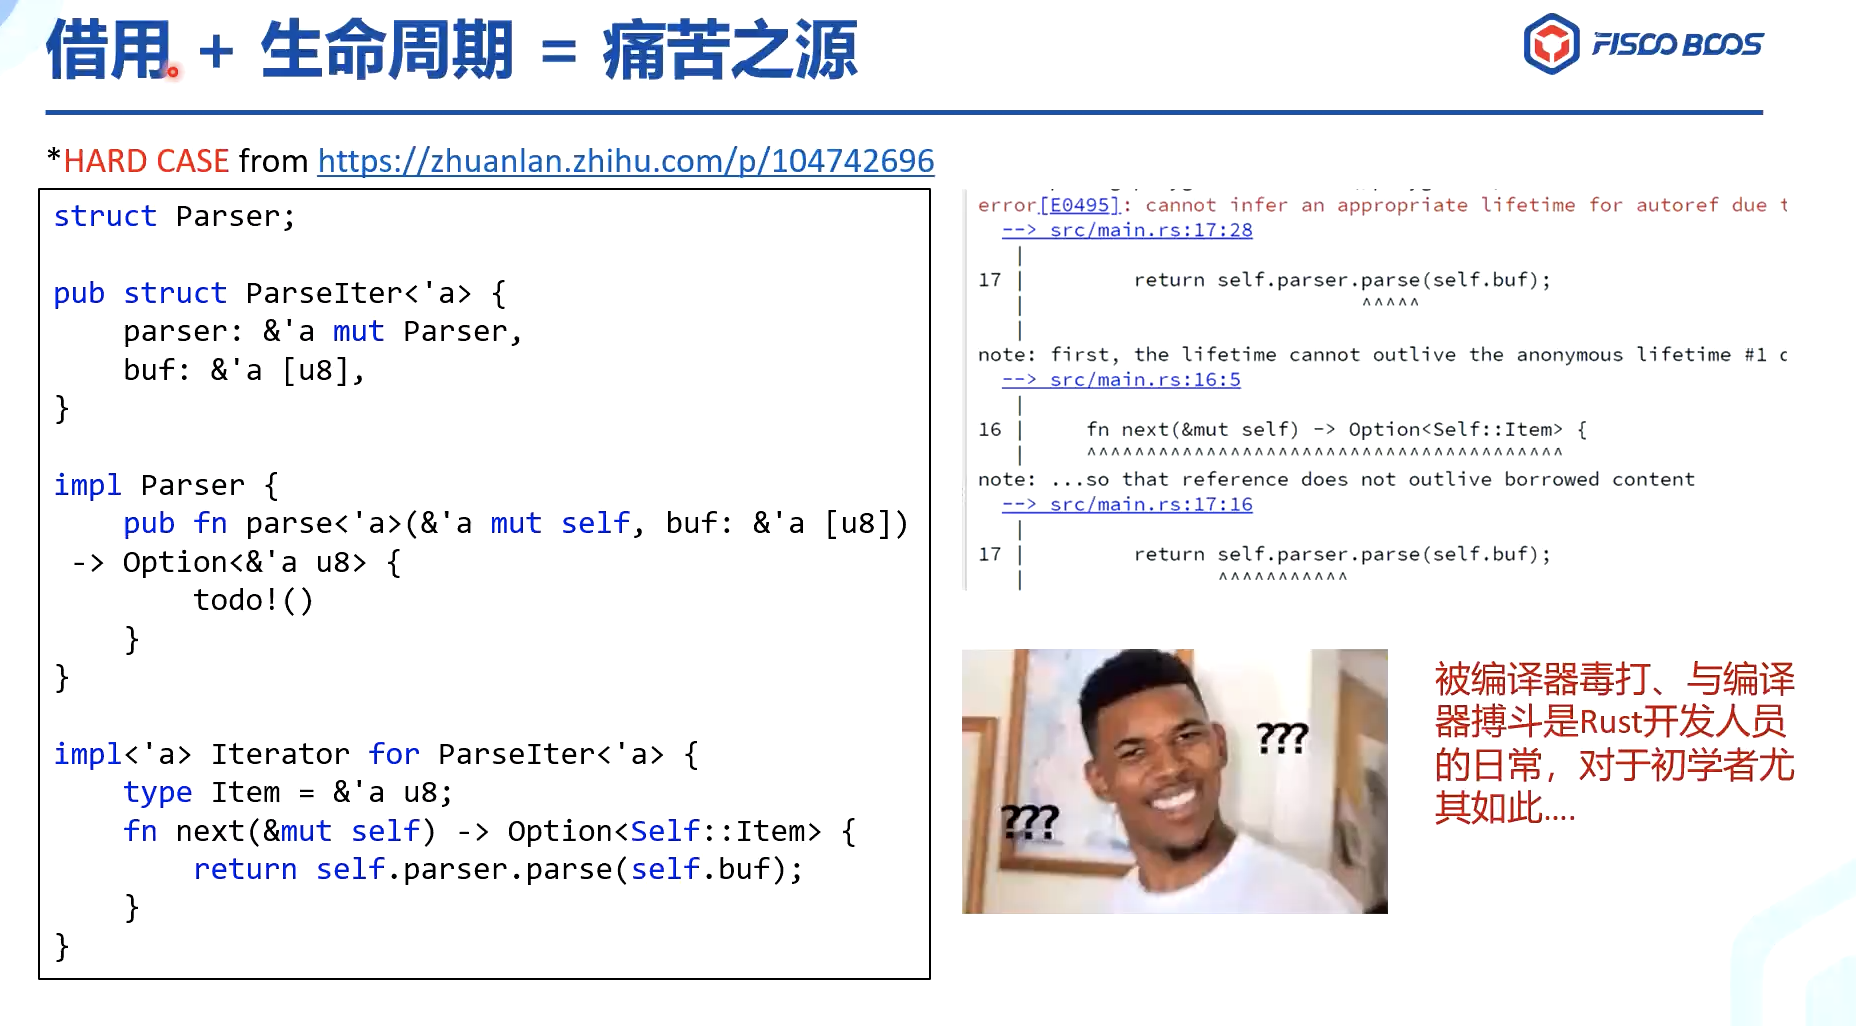 借用 + 生命周期 = 痛苦之源
FISCO BCOS
*HARD CASE from https://zhuanlan.zhihu.com/p/104742696
struct Parser;
pub struct ParseIter<'a> {
    parser: &'a mut Parser,
    buf: &'a [u8],
}
impl Parser {
    pub fn parse<'a>(&'a mut self, buf: &'a [u8])
 -> Option<&'a u8> {
        todo!()
    }
}
impl<'a> Iterator for ParseIter<'a> {
    type Item = &'a u8;
    fn next(&mut self) -> Option<Self::Item> {
        return self.parser.parse(self.buf);
    }
}
error[E0495]: cannot infer an appropriate lifetime for autoref due
  --> src/main.rs:17:28
   |
17 |         return self.parser.parse(self.buf);
   |                            ^^^^^
   |
note: first, the lifetime cannot outlive the anonymous lifetime #1
  --> src/main.rs:16:5
   |
16 |     fn next(&mut self) -> Option<Self::Item> {
   |     ^^^^^^^^^^^^^^^^^^^^^^^^^^^^^^^^^^^^^^^^
note: ...so that reference does not outlive borrowed content
  --> src/main.rs:17:16
   |
17 |         return self.parser.parse(self.buf);
   |                ^^^^^^^^^^^
???
???
被编译器毒打、与编译
器搏斗是Rust开发人员
的日常，对于初学者尤
其如此....